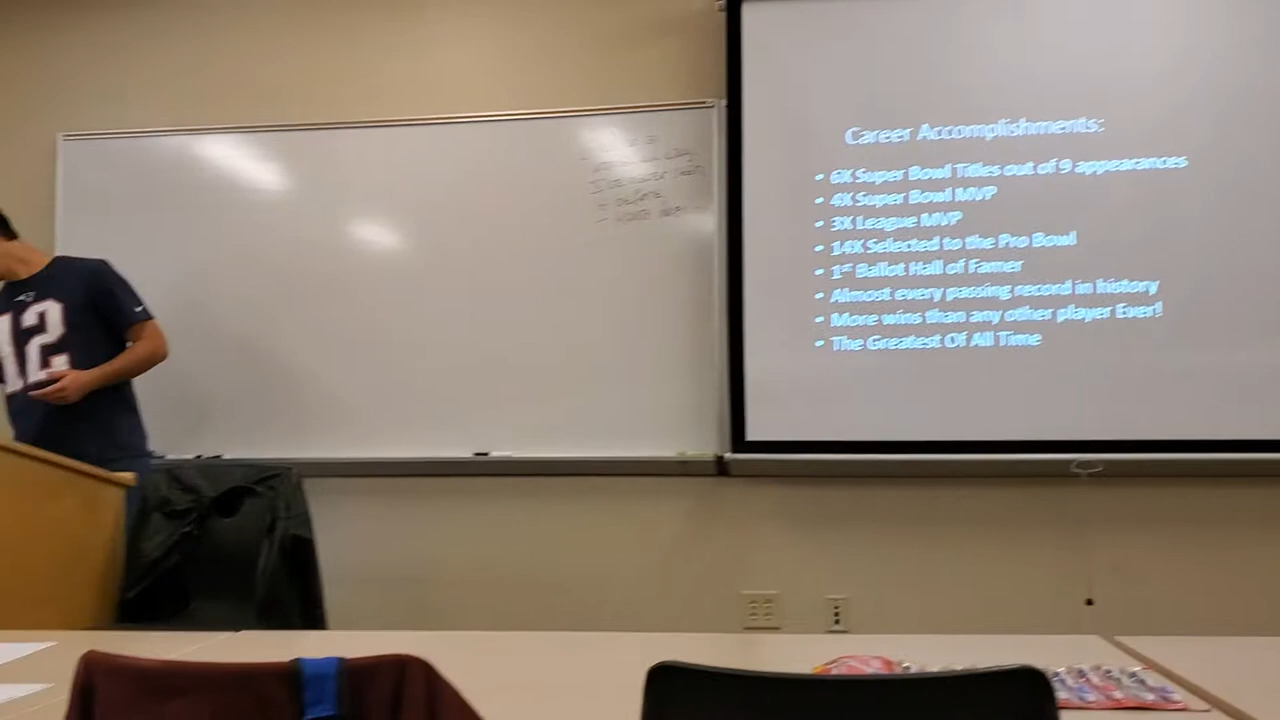 Career Accomplishments:
• 6X Super Bowl Titles out of 9 appearances
• 4X Super Bowl MVP
• 3X League MVP
• 14X Selected to the Pro Bowl
• 1st Ballot Hall of Famer
• Almost every passing record in history
• More wins than any other player Ever!
• The Greatest Of All Time
12